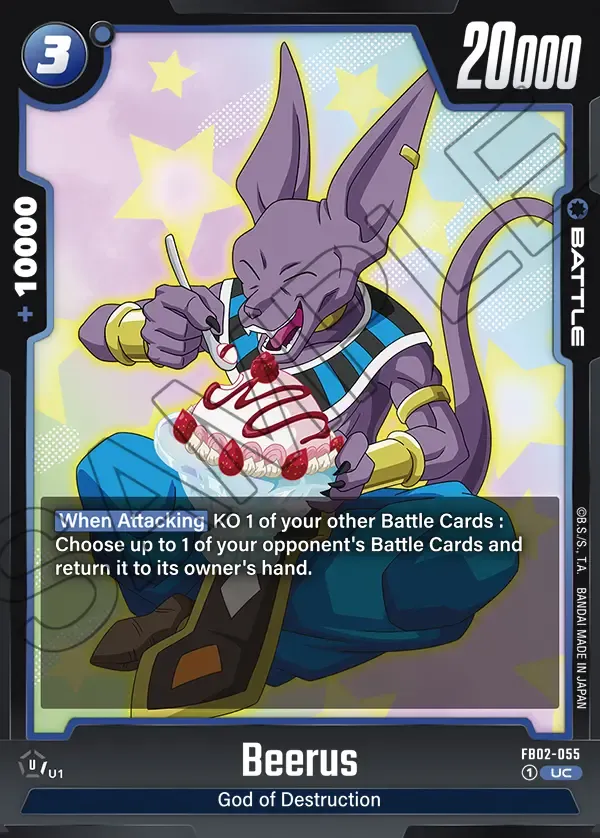 3
20000
+ 10000
BATTLE
SAMPLE
When Attacking KO 1 of your other Battle Cards :
Choose up to 1 of your opponent's Battle Cards and
return it to its owner's hand.
©B.S./S., T.A. BANDAI MADE IN JAPAN
U/U1
Beerus
FB02-055
1 UC
God of Destruction